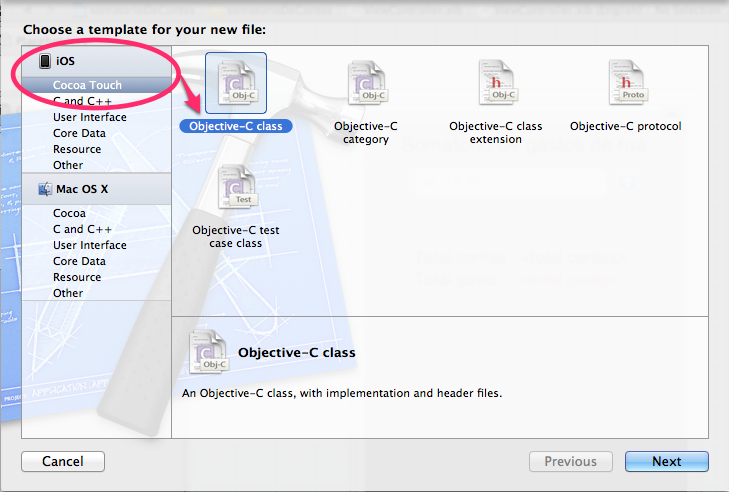 Choose a template for your new file:
iOS
Cocoa Touch
C and C++
User Interface
Core Data
Resource
Other
Mac OS X
Cocoa
C and C++
User Interface
Core Data
Resource
Other
Obj-C
Objective-C class
Obj-C
Objective-C
category
Obj-C
Objective-C class
extension
Proto
Objective-C protocol
Test
Objective-C test
case class
Obj-C
Objective-C class
An Objective-C class, with implementation and header files.
Cancel
Previous
Next